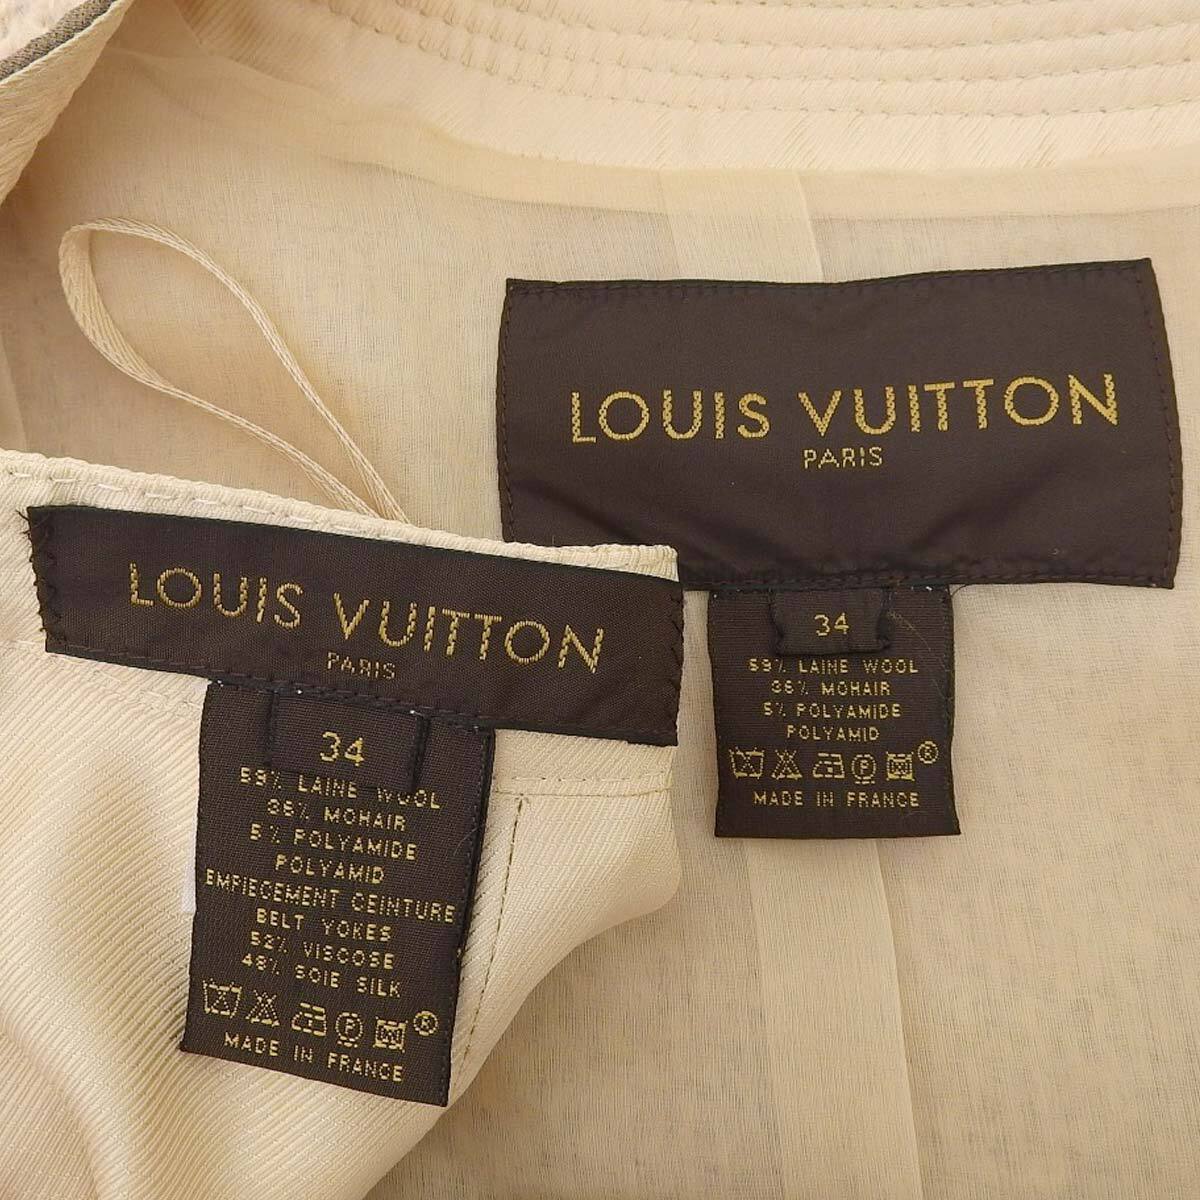 LOUIS VUITTON
PARIS
34
59% LAINE WOOL
36% MOHAIR
5% POLYAMIDE
POLYAMID
®
MADE IN FRANCE
LOUIS VUITTON
PARIS
34
59% LAINE WOOL
36% MOHAIR
5% POLYAMIDE
POLYAMID
EMPIECEMENT CEINTURE
BELT YOKES
52% VISCOSE
48% SOIE SILK
P ®
MADE IN FRANCE